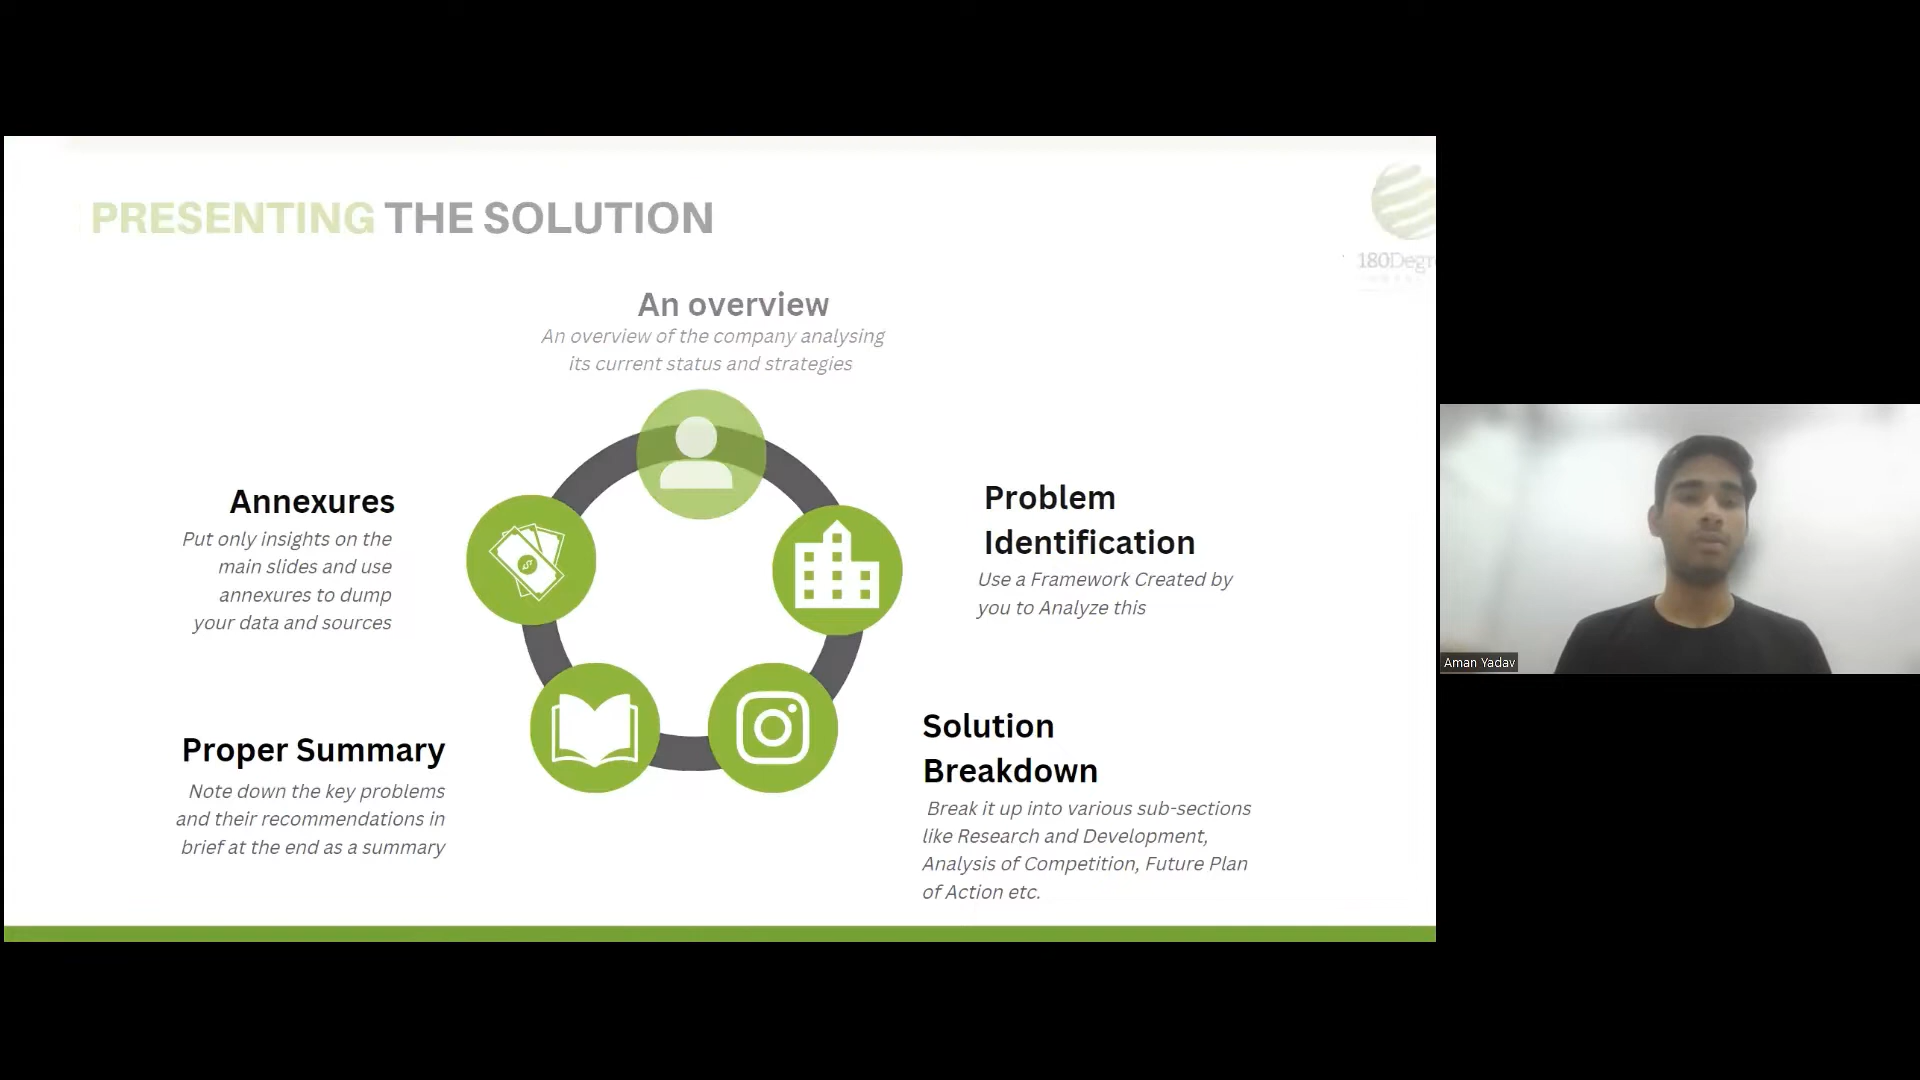 PRESENTING THE SOLUTION
180Degr
An overview
An overview of the company analysing
its current status and strategies
Problem
Identification
Use a Framework Created by
you to Analyze this
Solution
Breakdown
Break it up into various sub-sections
like Research and Development,
Analysis of Competition, Future Plan
of Action etc.
Proper Summary
Note down the key problems
and their recommendations in
brief at the end as a summary
Annexures
Put only insights on the
main slides and use
annexures to dump
your data and sources
Aman Yadav